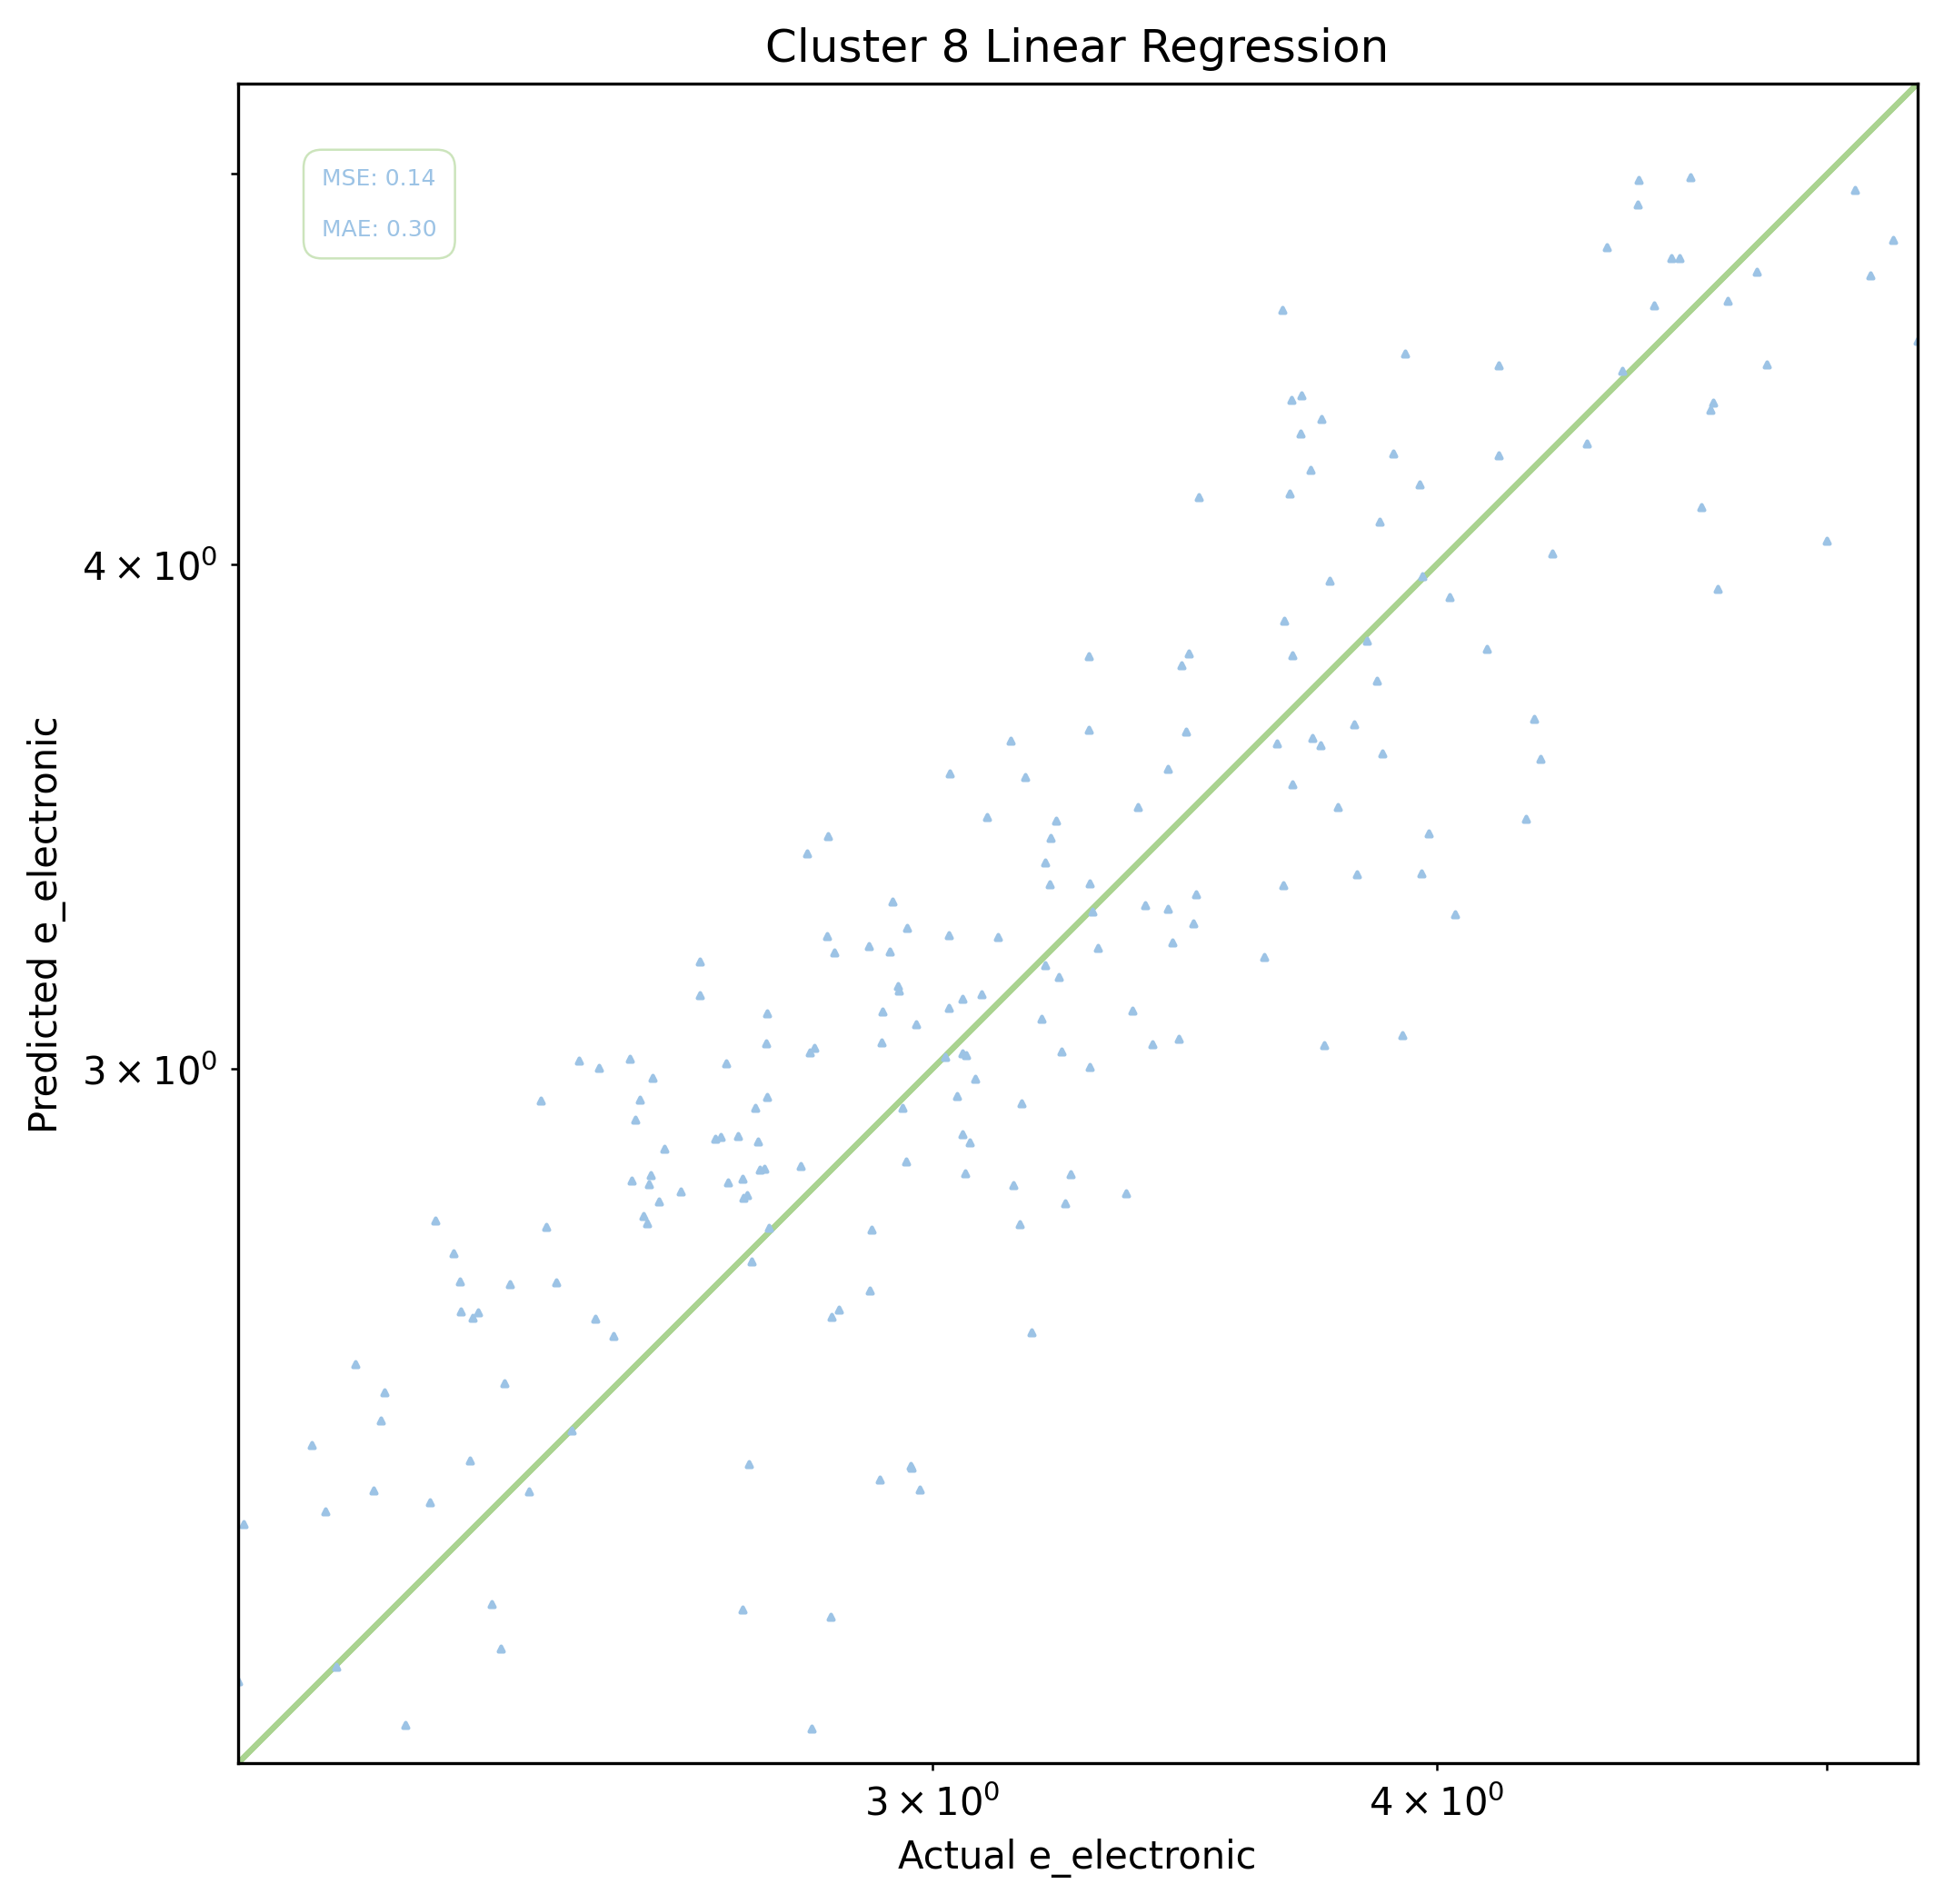 Cluster 8 Linear Regression
MSE: 0.14
MAE: 0.30
4 × 10⁰
3 × 10⁰
Predicted e_electronic
3 × 10⁰
4 × 10⁰
Actual e_electronic